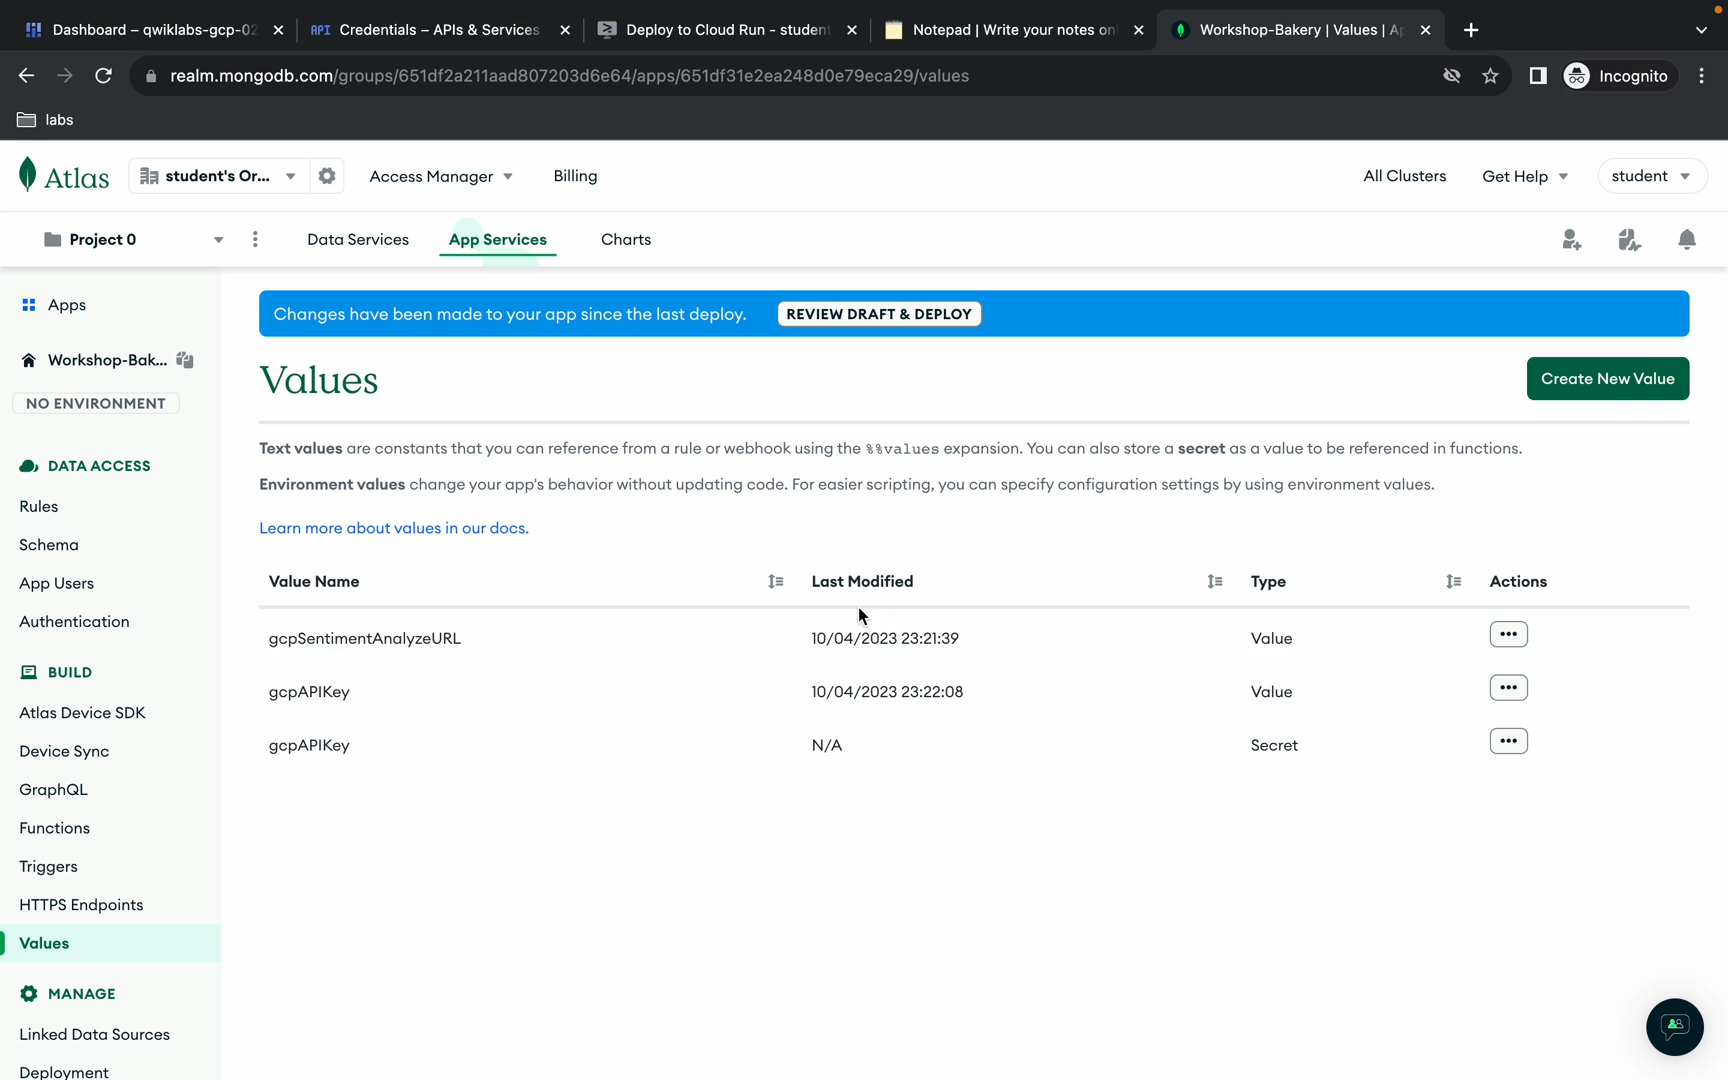 Dashboard – qwiklabs-gcp-02
Credentials – APIs & Services
Deploy to Cloud Run - student
Notepad | Write your notes onl
Workshop-Bakery | Values | Ap
realm.mongodb.com/groups/651df2a211aad807203d6e64/apps/651df31e2ea248d0e79eca29/values
Incognito
labs
Atlas
student's Or...
Access Manager
Billing
All Clusters
Get Help
student
Project 0
Data Services
App Services
Charts
Apps
Workshop-Bak...
NO ENVIRONMENT
DATA ACCESS
Rules
Schema
App Users
Authentication
BUILD
Atlas Device SDK
Device Sync
GraphQL
Functions
Triggers
HTTPS Endpoints
Values
MANAGE
Linked Data Sources
Deployment
Changes have been made to your app since the last deploy.
REVIEW DRAFT & DEPLOY
Values
Create New Value
Text values are constants that you can reference from a rule or webhook using the %%values expansion. You can also store a secret as a value to be referenced in functions.
Environment values change your app's behavior without updating code. For easier scripting, you can specify configuration settings by using environment values.
Learn more about values in our docs.
Value Name Last Modified Type Actions
gcpSentimentAnalyzeURL 10/04/2023 23:21:39 Value
gcpAPIKey 10/04/2023 23:22:08 Value
gcpAPIKey N/A Secret